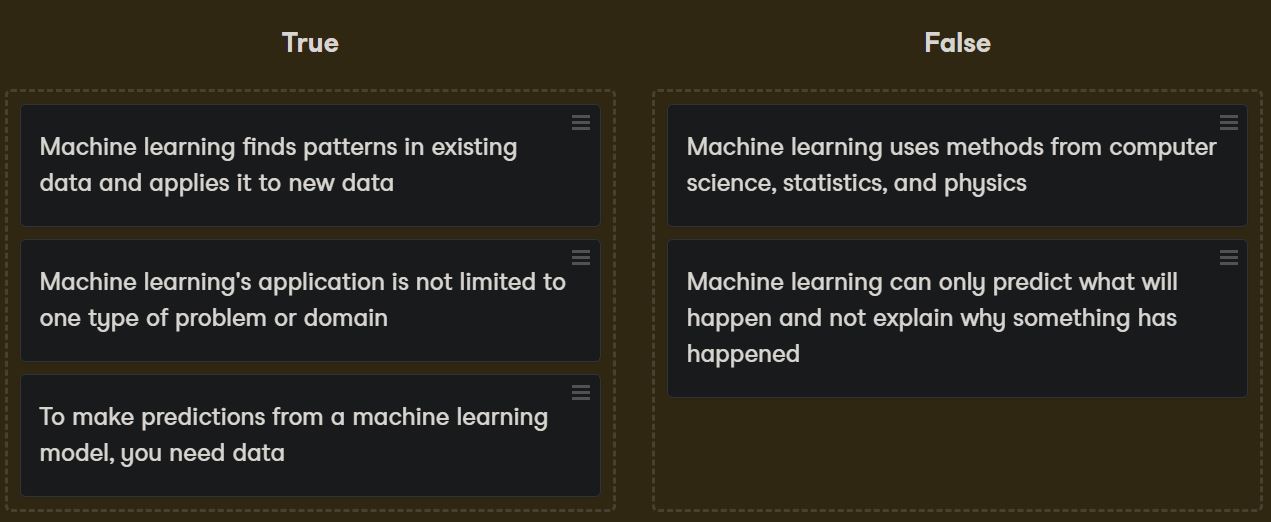 True
Machine learning finds patterns in existing
data and applies it to new data
Machine learning's application is not limited to
one type of problem or domain
To make predictions from a machine learning
model, you need data
False
Machine learning uses methods from computer
science, statistics, and physics
Machine learning can only predict what will
happen and not explain why something has
happened